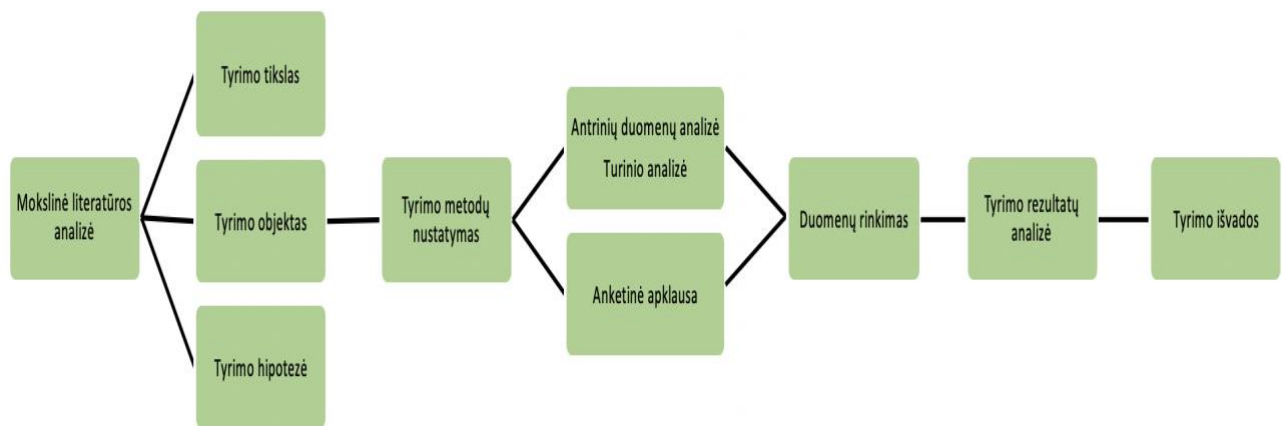 Mokslinė literatūros
analizė
Tyrimo tikslas
Tyrimo objektas
Tyrimo hipotezė
Tyrimo metodų
nustatymas
Antrinių duomenų analizė
Turinio analizė
Anketinė apklausa
Duomenų rinkimas
Tyrimo rezultatų
analizė
Tyrimo išvados